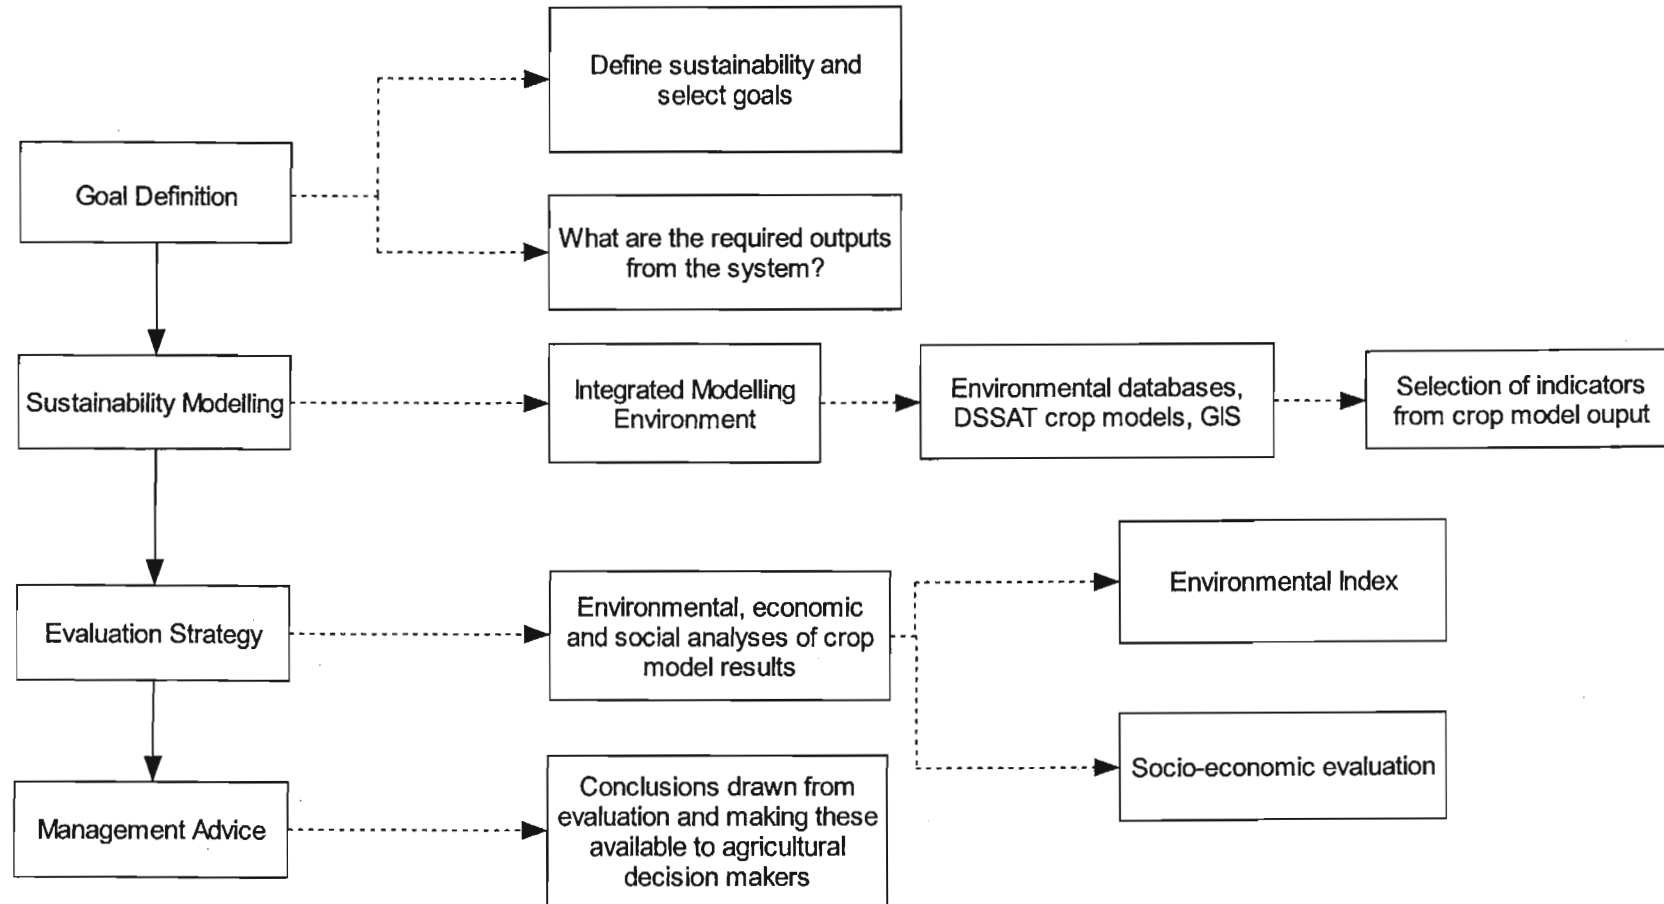 Define sustainability and
select goals
Goal Definition
What are the required outputs
from the system?
Sustainability Modelling
Integrated Modelling
Environment
Environmental databases,
DSSAT crop models, GIS
Selection of indicators
from crop model ouput
Evaluation Strategy
Environmental, economic
and social analyses of crop
model results
Environmental Index
Socio-economic evaluation
Management Advice
Conclusions drawn from
evaluation and making these
available to agricultural
decision makers